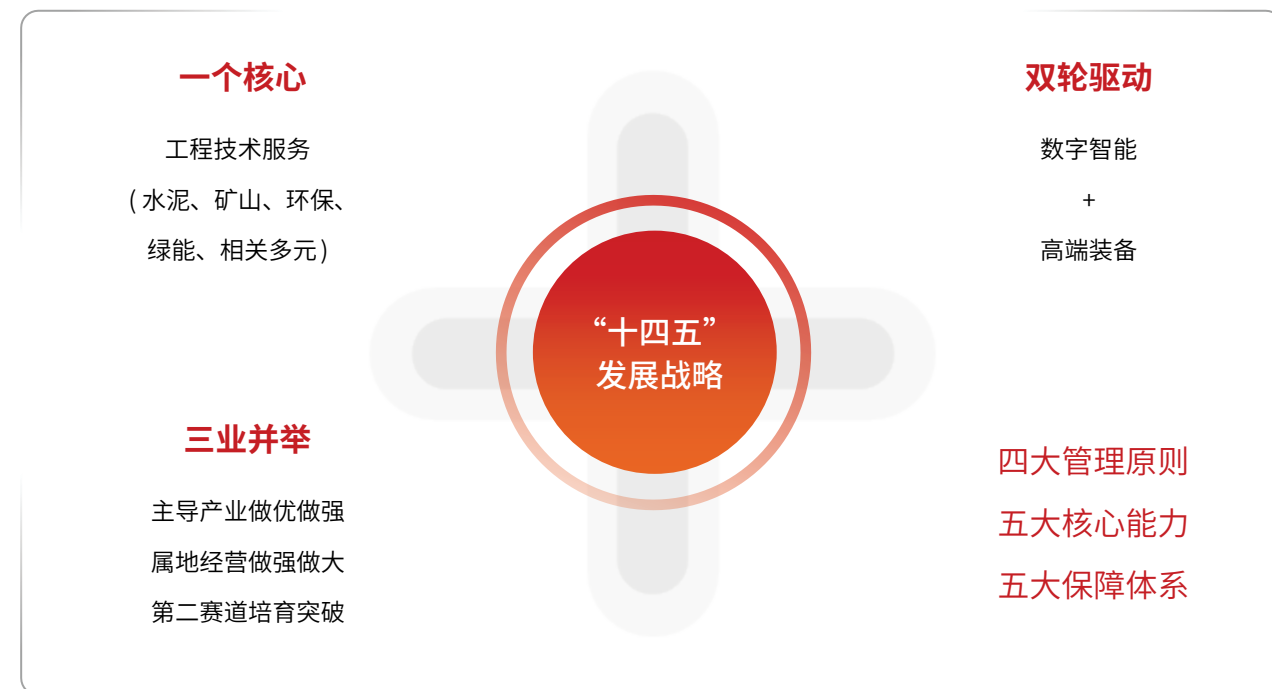 一个核心
工程技术服务
( 水泥、矿山、环保、
绿能、相关多元 )
双轮驱动
数字智能
+
高端装备
“十四五”
发展战略
三业并举
主导产业做优做强
属地经营做强做大
第二赛道培育突破
四大管理原则
五大核心能力
五大保障体系